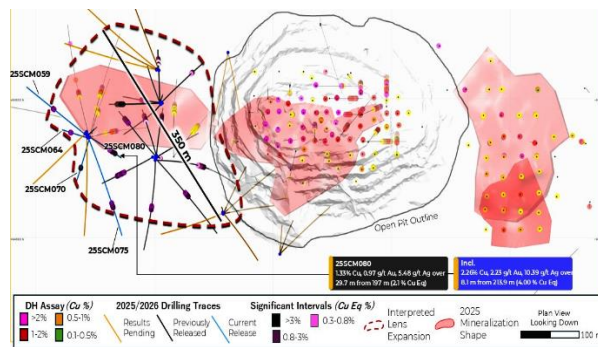 25SCM059
25SCM064
25SCM080
25SCM070
25SCM075
350 m
Open Pit Outline
25SCM080
1.33% Cu, 0.97 g/t Au, 5.48 g/t Ag over
29.7 m from 197 m (2.1% Cu Eq)
Incl.
2.26% Cu, 2.23 g/t Au, 10.39 g/t Ag over
8.1 m from 213.9 m (4.00 % Cu Eq)
DH Assay (Cu %)
>2%
0.5-1%
1-2%
0.1-0.5%
2025/2026 Drilling Traces
Results
Pending
Previously
Released
Current
Release
Significant Intervals (Cu Eq %)
>3%
0.3-0.8%
0.8-3%
Interpreted
Lens
Expansion
2025
Mineralization
Shape
Plan View
Looking Down
100 m